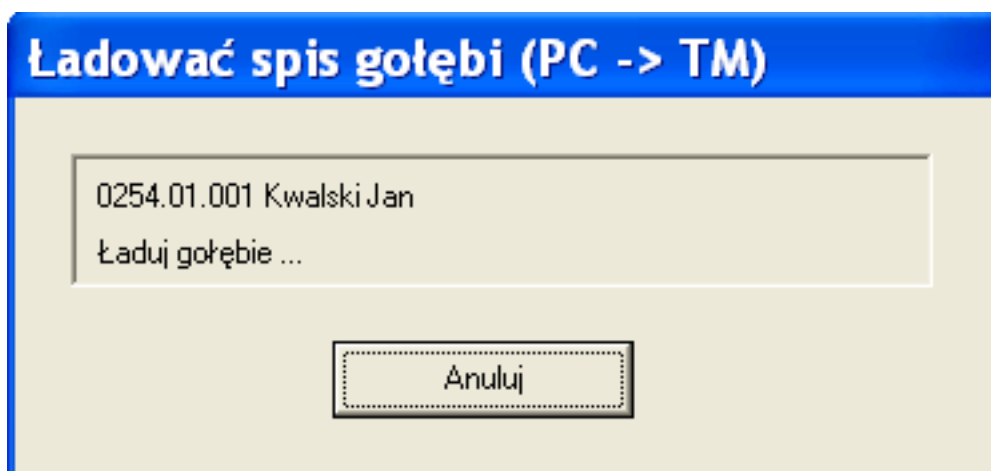 Ładować spis gołębi (PC -> TM)
0254.01.001 Kwalski Jan
Ładuj gołębie ...
Anuluj